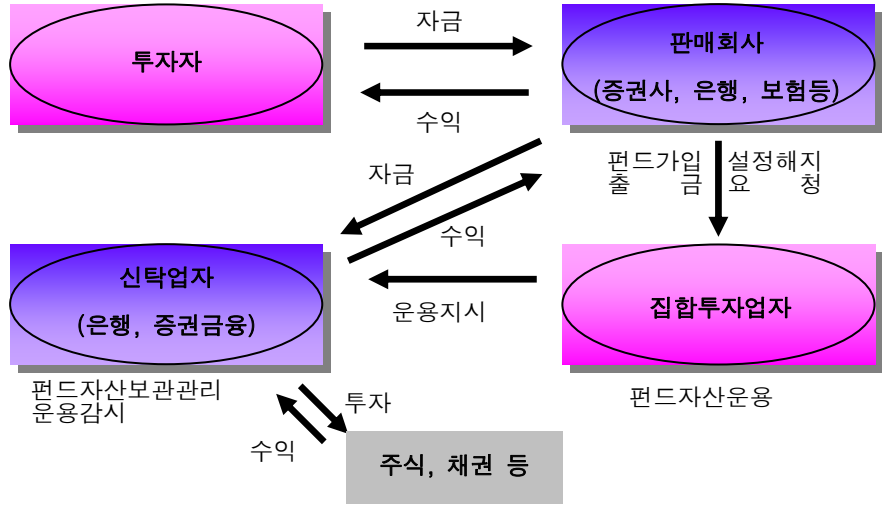 투자자
자금
수익
판매회사
(증권사, 은행, 보험등)
자금
수익
펀드가입
출 금
설정해지
요 청
신탁업자
(은행, 증권금융)
운용지시
집합투자업자
펀드자산보관관리
운용감시
펀드자산운용
투자
수익
주식, 채권 등